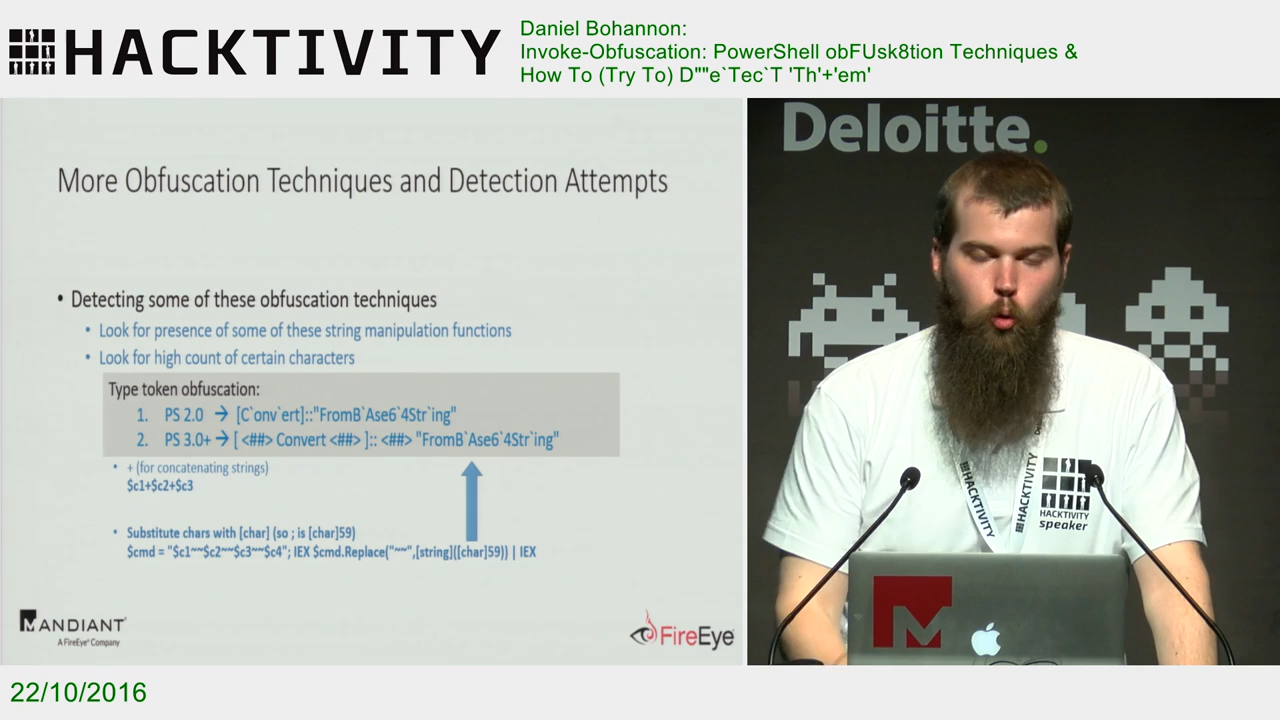 HACKTIVITY
Daniel Bohannon:
Invoke-Obfuscation: PowerShell obFUsk8tion Techniques &
How To (Try To) D""e`Tec`T 'Th'+'em'
More Obfuscation Techniques and Detection Attempts
• Detecting some of these obfuscation techniques
• Look for presence of some of these string manipulation functions
• Look for high count of certain characters
Type token obfuscation:
1. PS 2.0 → [C`onv`ert]::"FromB`Ase6`4Str`ing"
2. PS 3.0+ → [ <##> Convert <##> ]:: <##> "FromB`Ase6`4Str`ing"
• + (for concatenating strings)
$c1+$c2+$c3
• Substitute chars with [char] (so ; is [char]59)
$cmd = "$c1~~$c2~~$c3~~$c4"; IEX $cmd.Replace("~~",[string]([char]59)) | IEX
MANDIANT
A FireEye® Company
FireEye
Deloitte.
HACKTIVITY
HACKTIVITY
HACKTIVITY
speaker
22/10/2016